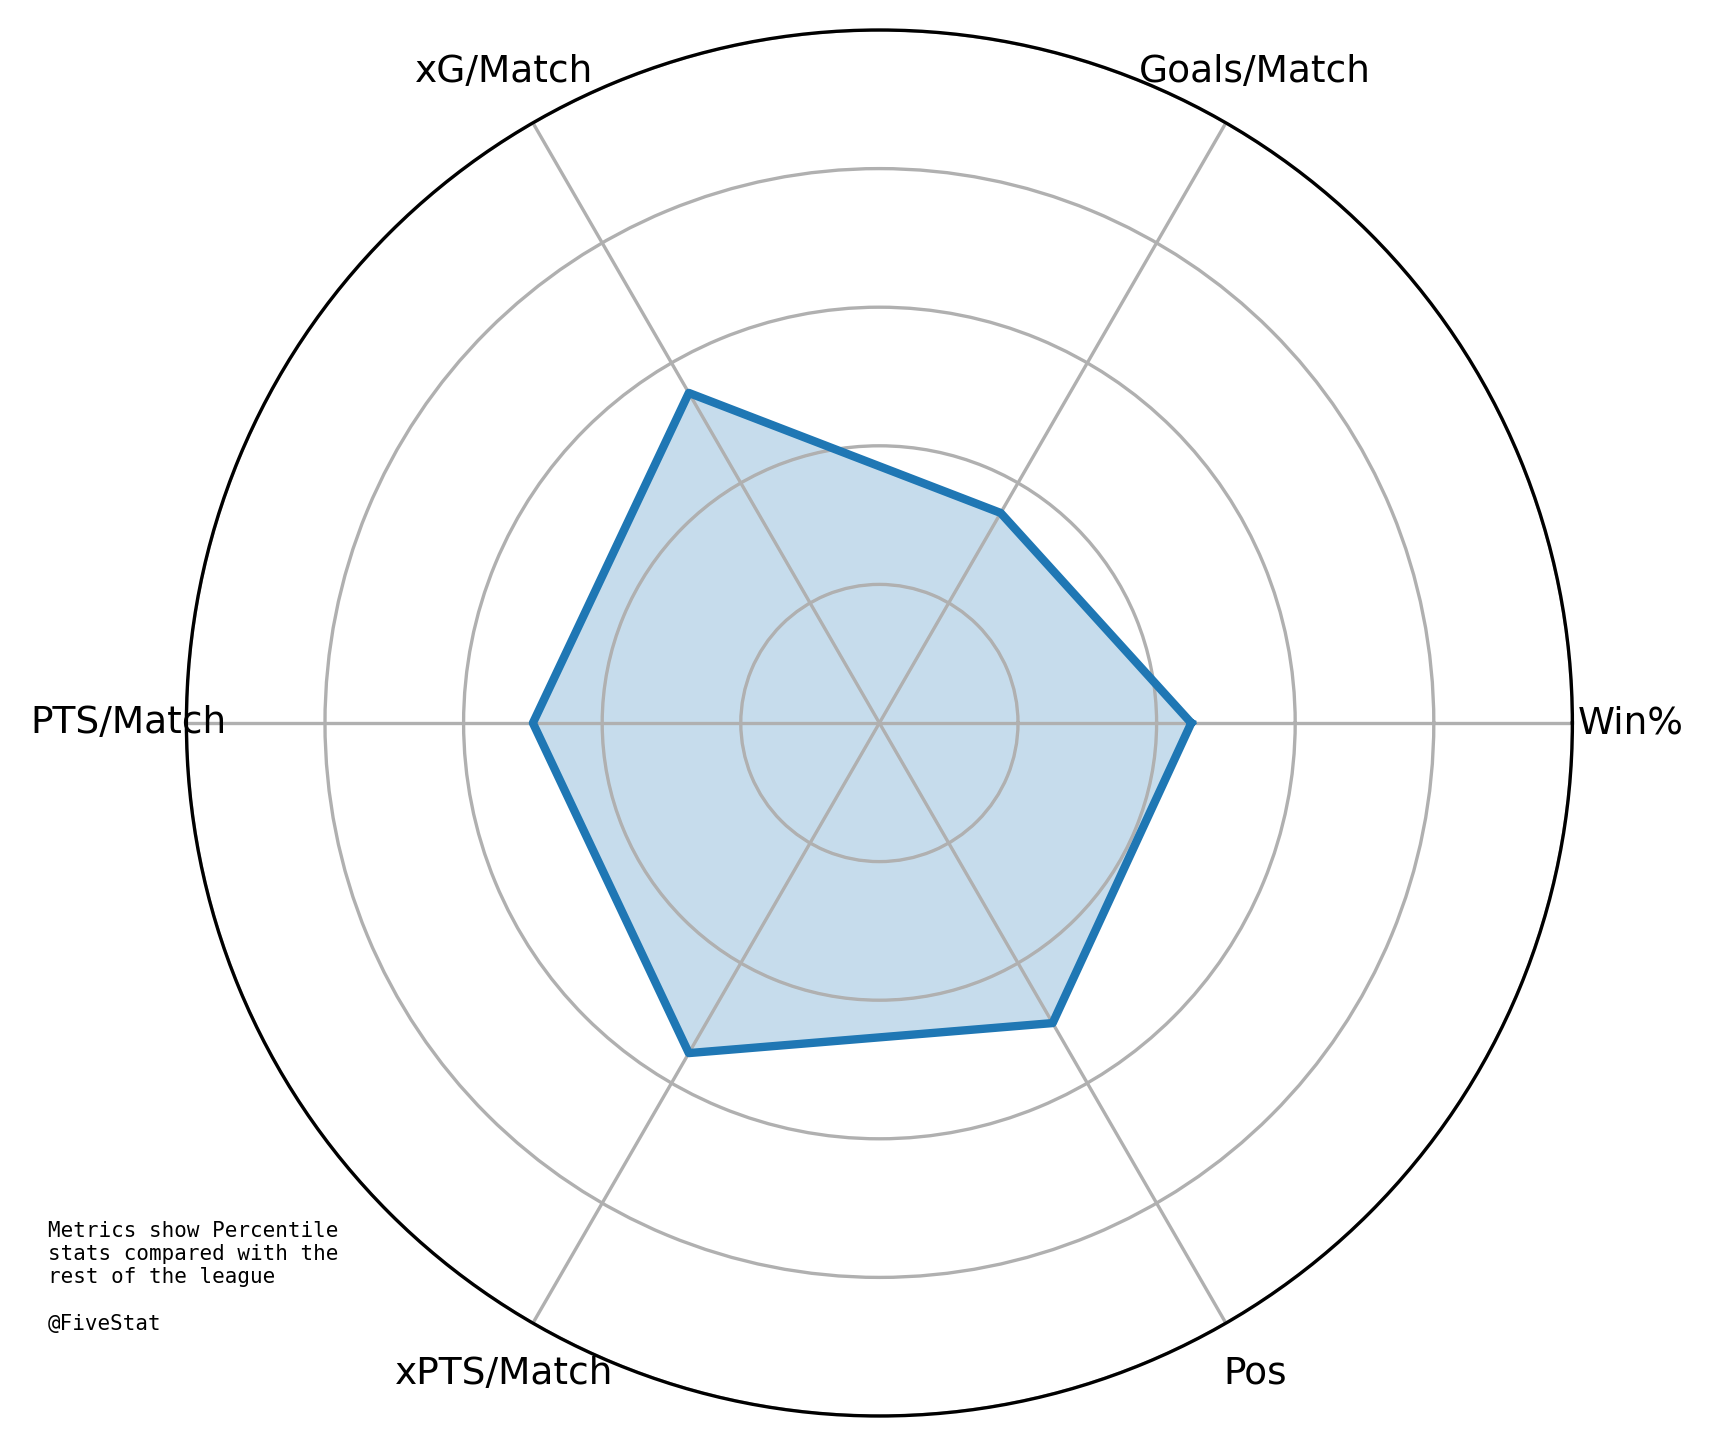 xG/Match
Goals/Match
PTS/Match
Win%
Metrics show Percentile
stats compared with the
rest of the league
@FiveStat
xPTS/Match
Pos